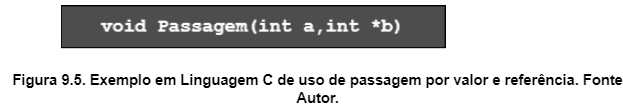 void Passagem(int a,int *b)
Figura 9.5. Exemplo em Linguagem C de uso de passagem por valor e referência. Fonte
Autor.